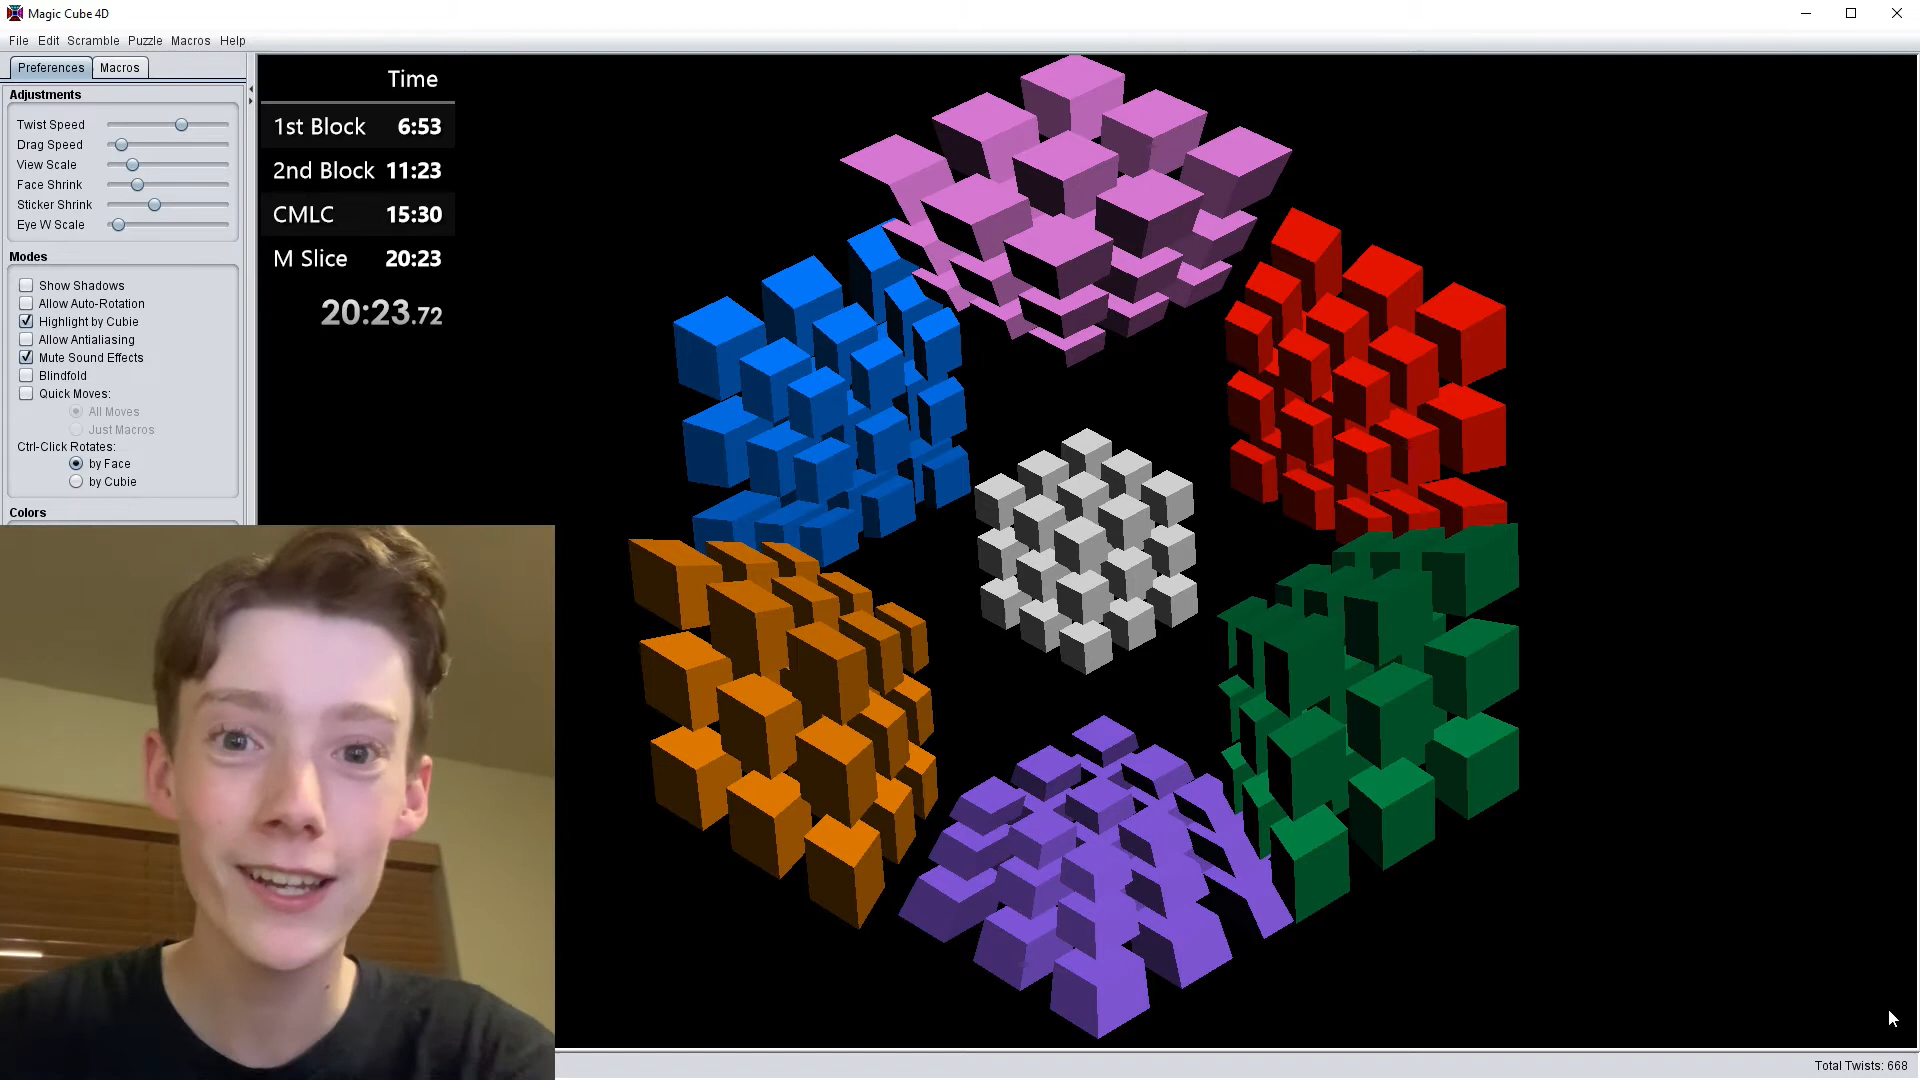 Magic Cube 4D
File Edit Scramble Puzzle Macros Help
Preferences Macros
Adjustments
Twist Speed
Drag Speed
View Scale
Face Shrink
Sticker Shrink
Eye W Scale
Modes
Show Shadows
Allow Auto-Rotation
Highlight by Cubie
Allow Antialiasing
Mute Sound Effects
Blindfold
Quick Moves:
All Moves
Just Macros
Ctrl-Click Rotates:
by Face
by Cubie
Colors
Time
1st Block 6:53
2nd Block 11:23
CMLC 15:30
M Slice 20:23
20:23.72
Total Twists: 668